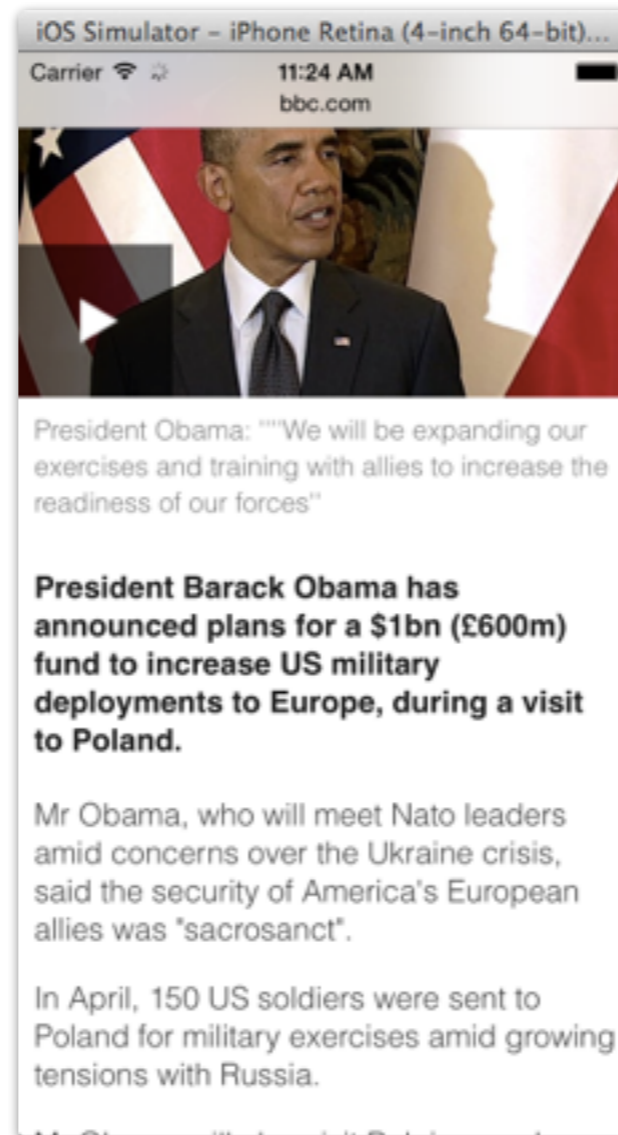 iOS Simulator – iPhone Retina (4-inch 64-bit)...
Carrier 11:24 AM
bbc.com
President Obama: ""We will be expanding our
exercises and training with allies to increase the
readiness of our forces"
President Barack Obama has
announced plans for a $1bn (£600m)
fund to increase US military
deployments to Europe, during a visit
to Poland.
Mr Obama, who will meet Nato leaders
amid concerns over the Ukraine crisis,
said the security of America's European
allies was "sacrosanct".
In April, 150 US soldiers were sent to
Poland for military exercises amid growing
tensions with Russia.